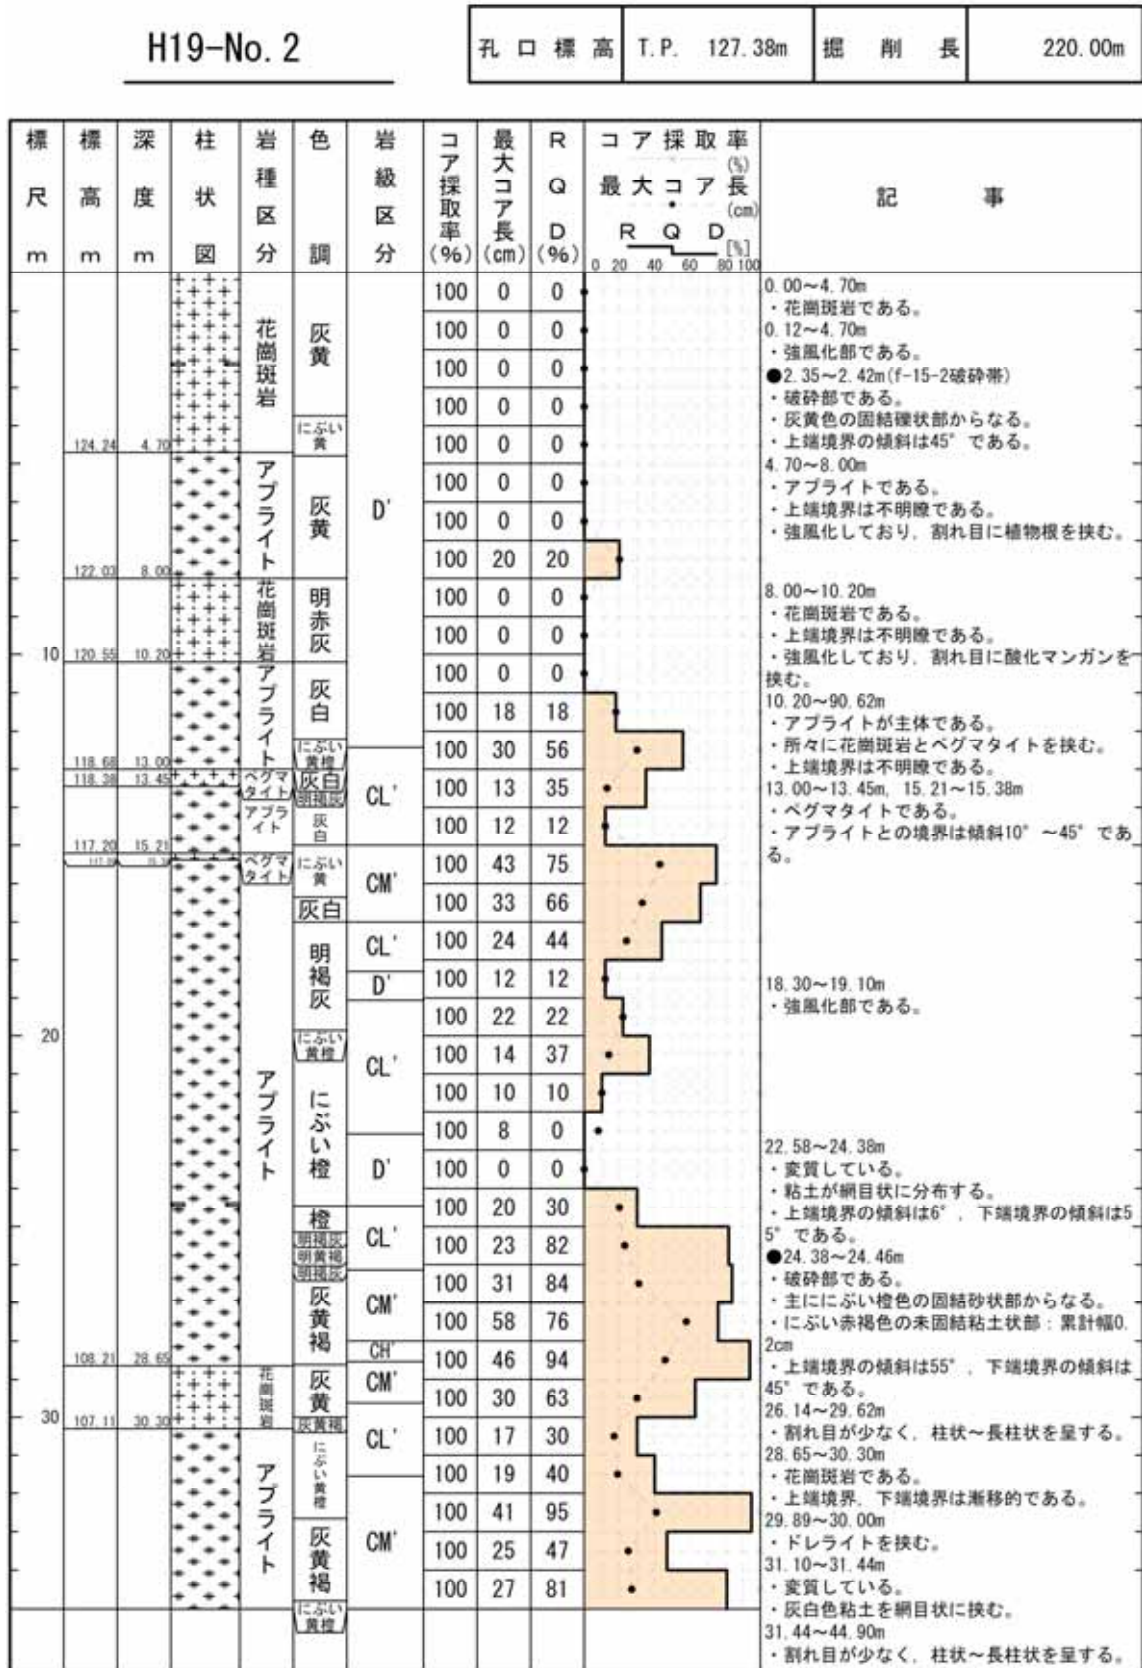 H19-No.2
孔口標高 T.P. 127.38m 掘削長 220.00m
標尺m 標高m 深度m 柱状図 岩種区分 色調 岩級区分 コア採取率(%) 最大コア長(cm) RQD(%) コア採取率(%) 最大コア長(cm) RQD[%] 記事
0 20 40 60 80 100
100 0 0
100 0 0
100 0 0
100 0 0
100 0 0
100 0 0
100 0 0
100 20 20
100 0 0
100 0 0
100 0 0
100 18 18
100 30 56
100 13 35
100 12 12
100 43 75
100 33 66
100 24 44
100 12 12
100 22 22
100 14 37
100 10 10
100 8 0
100 0 0
100 20 30
100 23 82
100 31 84
100 58 76
100 46 94
100 30 63
100 17 30
100 19 40
100 41 95
100 25 47
100 27 81
10
20
30
124.24 4.70
122.03 8.00
120.55 10.20
118.68 13.00
118.38 13.45
117.20 15.21
108.21 28.65
107.11 30.30
花崗斑岩
アプライト
花崗斑岩
アプライト
ペグマタイト
アプライト
ペグマタイト
アプライト
花崗斑岩
アプライト
灰黄
にぶい黄
灰黄
明赤灰
灰白
にぶい黄橙
灰白
明褐灰
灰白
にぶい黄
灰白
明褐灰
にぶい黄橙
にぶい橙
橙
明褐灰
明黄褐
明褐灰
灰黄褐
灰黄
灰黄褐
にぶい黄橙
灰黄褐
にぶい黄橙
D'
CL'
CM'
CL'
D'
CL'
D'
CL'
CM'
CH'
CM'
CL'
CM'
0.00～4.70m
・花崗斑岩である。
0.12～4.70m
・強風化部である。
●2.35～2.42m(f-15-2破砕帯)
・破砕部である。
・灰黄色の固結礫状部からなる。
・上端境界の傾斜は45°である。
4.70～8.00m
・アプライトである。
・上端境界は不明瞭である。
・強風化しており、割れ目に植物根を挟む。
8.00～10.20m
・花崗斑岩である。
・上端境界は不明瞭である。
・強風化しており、割れ目に酸化マンガンを
挟む。
10.20～90.62m
・アプライトが主体である。
・所々に花崗斑岩とペグマタイトを挟む。
・上端境界は不明瞭である。
13.00～13.45m, 15.21～15.38m
・ペグマタイトである。
・アプライトとの境界は傾斜10°～45°であ
る。
18.30～19.10m
・強風化部である。
22.58～24.38m
・変質している。
・粘土が網目状に分布する。
・上端境界の傾斜は6°、下端境界の傾斜は5
5°である。
●24.38～24.46m
・破砕部である。
・主ににぶい橙色の固結砂状部からなる。
・にぶい赤褐色の未固結粘土状部：累計幅0.
2cm
・上端境界の傾斜は55°、下端境界の傾斜は
45°である。
26.14～29.62m
・割れ目が少なく、柱状～長柱状を呈する。
28.65～30.30m
・花崗斑岩である。
・上端境界、下端境界は漸移的である。
29.89～30.00m
・ドレライトを挟む。
31.10～31.44m
・変質している。
・灰白色粘土を網目状に挟む。
31.44～44.90m
・割れ目が少なく、柱状～長柱状を呈する。